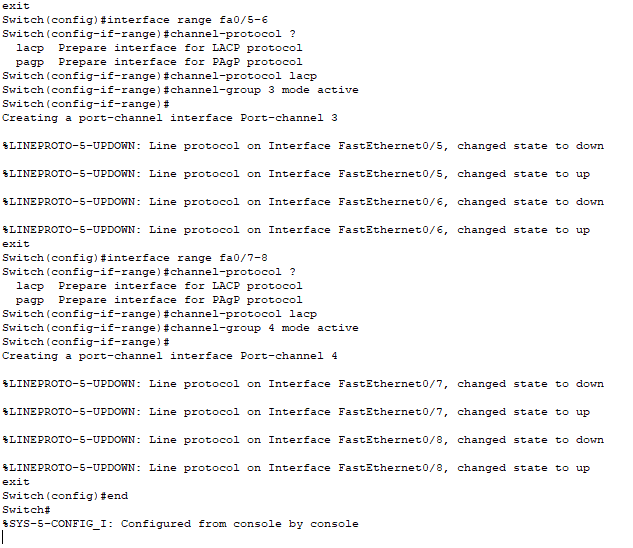 exit
Switch(config)#interface range fa0/5-6
Switch(config-if-range)#channel-protocol ?
  lacp  Prepare interface for LACP protocol
  pagp  Prepare interface for PAgP protocol
Switch(config-if-range)#channel-protocol lacp
Switch(config-if-range)#channel-group 3 mode active
Switch(config-if-range)#
Creating a port-channel interface Port-channel 3
%LINEPROTO-5-UPDOWN: Line protocol on Interface FastEthernet0/5, changed state to down
%LINEPROTO-5-UPDOWN: Line protocol on Interface FastEthernet0/5, changed state to up
%LINEPROTO-5-UPDOWN: Line protocol on Interface FastEthernet0/6, changed state to down
%LINEPROTO-5-UPDOWN: Line protocol on Interface FastEthernet0/6, changed state to up
exit
Switch(config)#interface range fa0/7-8
Switch(config-if-range)#channel-protocol ?
  lacp  Prepare interface for LACP protocol
  pagp  Prepare interface for PAgP protocol
Switch(config-if-range)#channel-protocol lacp
Switch(config-if-range)#channel-group 4 mode active
Switch(config-if-range)#
Creating a port-channel interface Port-channel 4
%LINEPROTO-5-UPDOWN: Line protocol on Interface FastEthernet0/7, changed state to down
%LINEPROTO-5-UPDOWN: Line protocol on Interface FastEthernet0/7, changed state to up
%LINEPROTO-5-UPDOWN: Line protocol on Interface FastEthernet0/8, changed state to down
%LINEPROTO-5-UPDOWN: Line protocol on Interface FastEthernet0/8, changed state to up
exit
Switch(config)#end
Switch#
%SYS-5-CONFIG_I: Configured from console by console